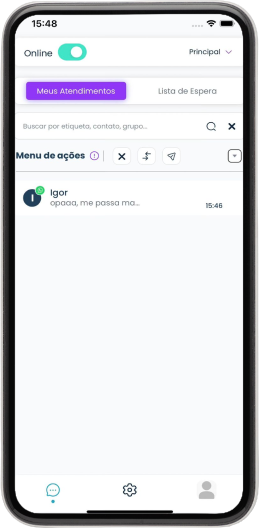 15:48
Online
Principal
Meus Atendimentos
Lista de Espera
Buscar por etiqueta, contato, grupo...
Menu de ações
I
Igor
opaaa, me passa ma...
15:46